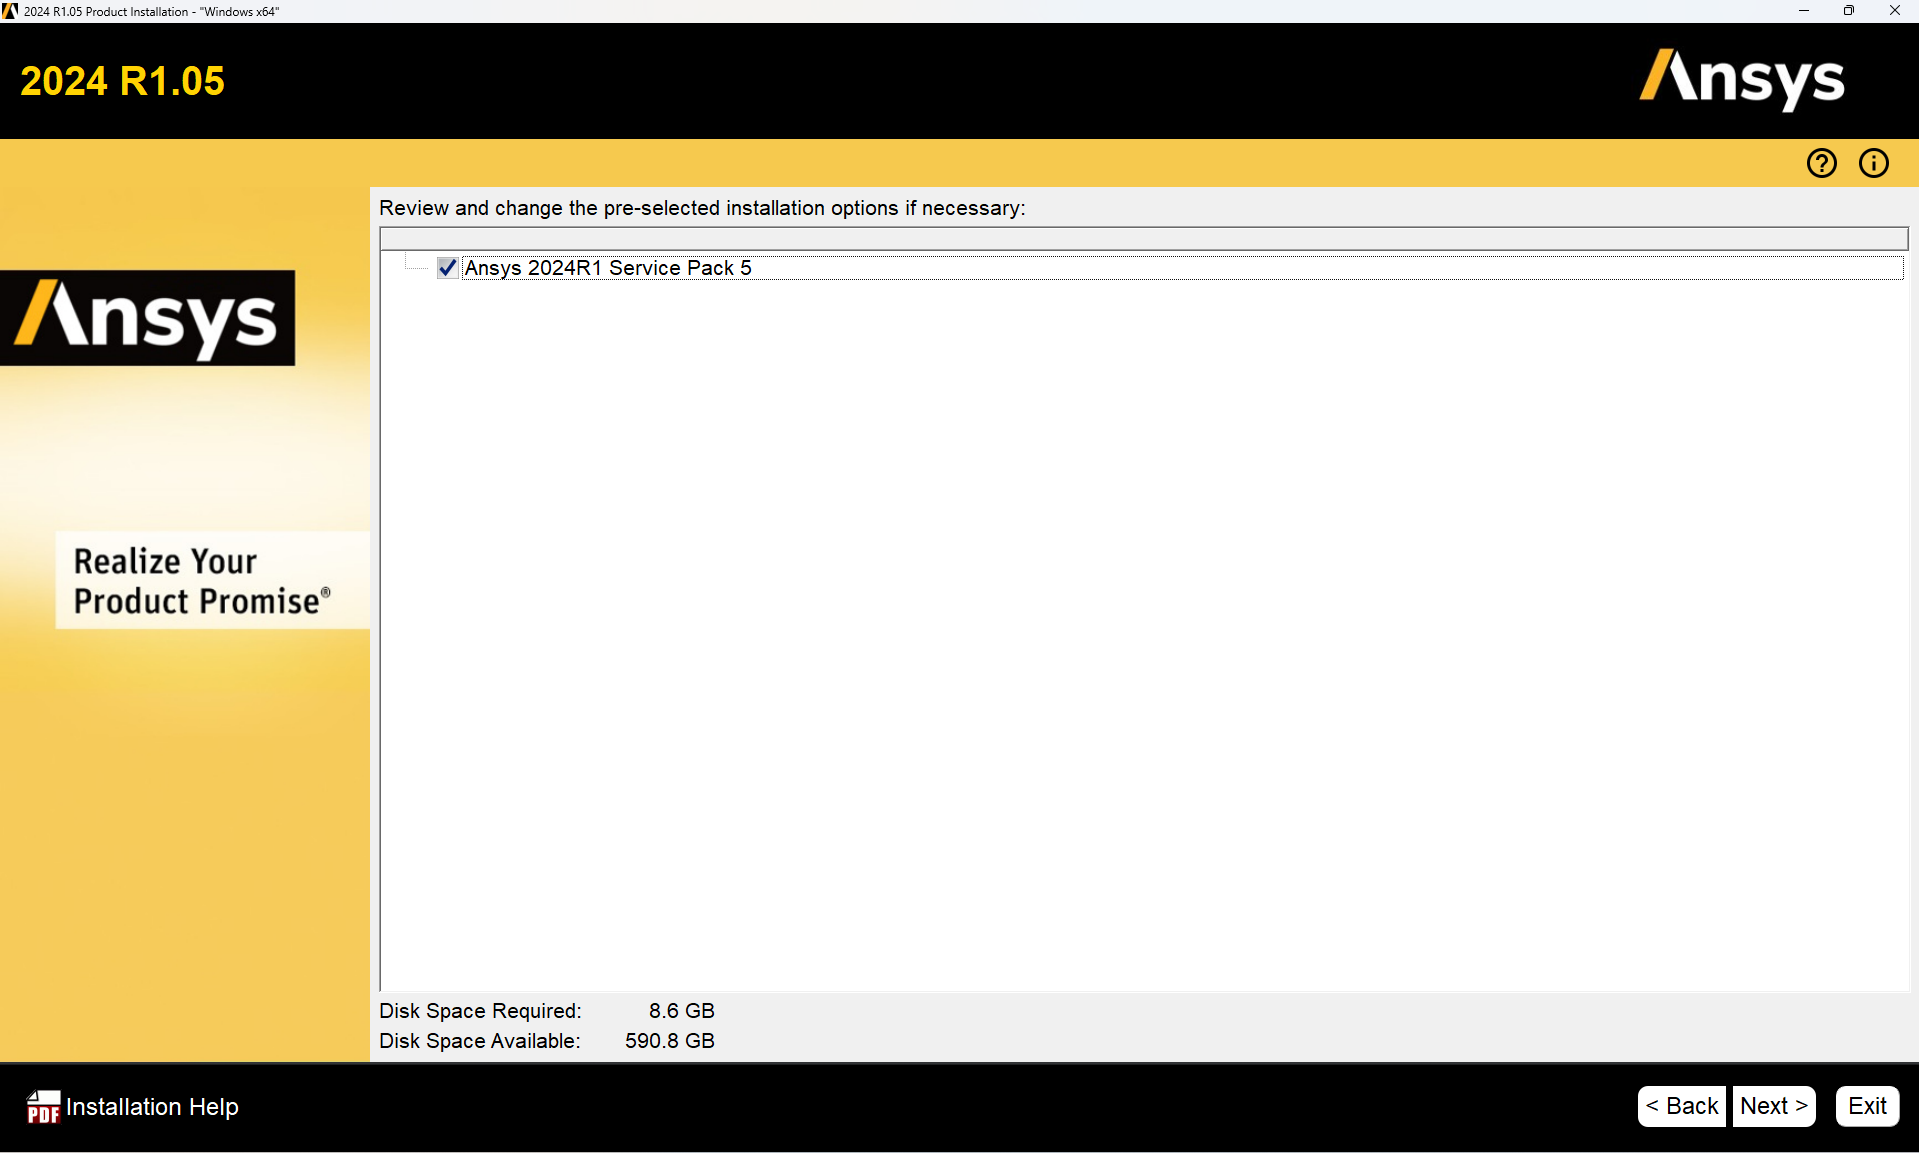 2024 R1.05 Product Installation - "Windows x64"
2024 R1.05
Ansys
Review and change the pre-selected installation options if necessary:
Ansys 2024R1 Service Pack 5
Ansys
Realize Your
Product Promise®
Disk Space Required: 8.6 GB
Disk Space Available: 590.8 GB
PDF Installation Help
< Back Next > Exit